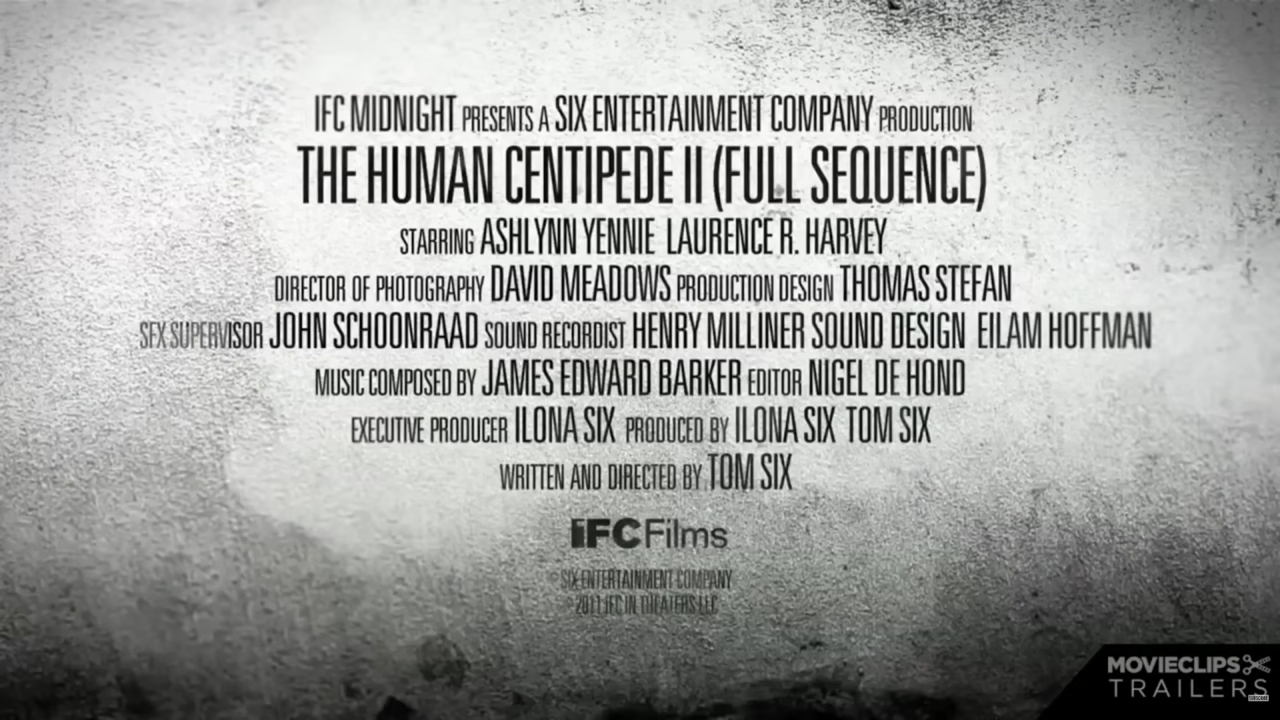 IFC MIDNIGHT PRESENTS A SIX ENTERTAINMENT COMPANY PRODUCTION
THE HUMAN CENTIPEDE II (FULL SEQUENCE)
STARRING ASHLYNN YENNIE LAURENCE R. HARVEY
DIRECTOR OF PHOTOGRAPHY DAVID MEADOWS PRODUCTION DESIGN THOMAS STEFAN
SFX SUPERVISOR JOHN SCHOONRAAD SOUND RECORDIST HENRY MILLINER SOUND DESIGN EILAM HOFFMAN
MUSIC COMPOSED BY JAMES EDWARD BARKER EDITOR NIGEL DE HOND
EXECUTIVE PRODUCER ILONA SIX PRODUCED BY ILONA SIX TOM SIX
WRITTEN AND DIRECTED BY TOM SIX
IFC Films
© SIX ENTERTAINMENT COMPANY
© 2011 IFC IN THEATERS LLC
MOVIECLIPS
TRAILERS